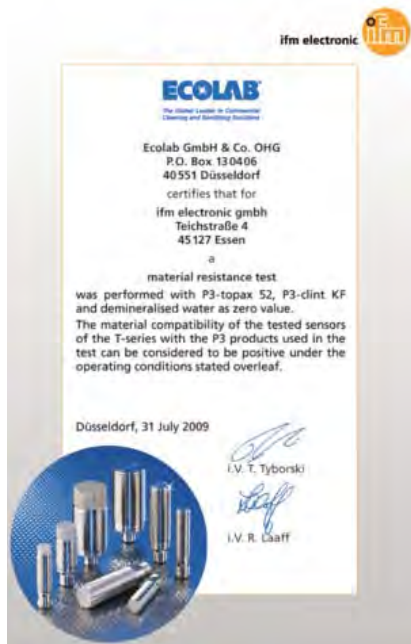 ifm electronic
ifm
ECOLAB
The Global Leader in Commercial
Cleaning and Sanitizing Solutions
Ecolab GmbH & Co. OHG
P.O. Box 130406
40551 Düsseldorf
certifies that for
ifm electronic gmbh
Teichstraße 4
45127 Essen
a
material resistance test
was performed with P3-topax 52, P3-clint KF
and demineralised water as zero value.
The material compatibility of the tested sensors
of the T-series with the P3 products used in the
test can be considered to be positive under the
operating conditions stated overleaf.
Düsseldorf, 31 July 2009
i.V. T. Tyborski
i.V. R. Laaff